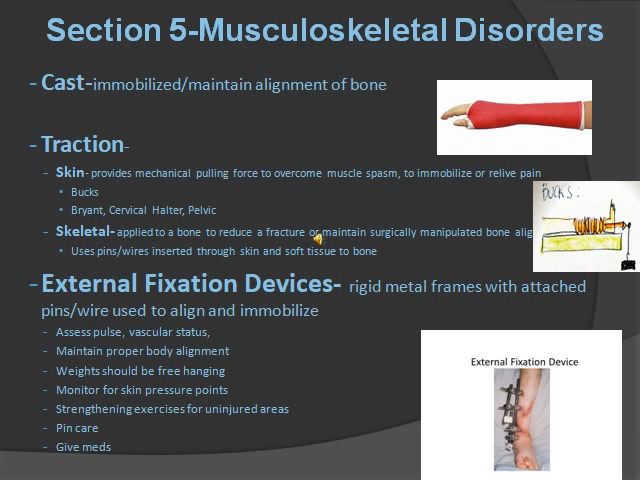 Section 5-Musculoskeletal Disorders
- Cast-immobilized/maintain alignment of bone
- Traction-
- Skin- provides mechanical pulling force to overcome muscle spasm, to immobilize or relive pain
• Bucks
• Bryant, Cervical Halter, Pelvic
BUCKS:
- Skeletal- applied to a bone to reduce a fracture or maintain surgically manipulated bone alig
• Uses pins/wires inserted through skin and soft tissue to bone
- External Fixation Devices- rigid metal frames with attached
pins/wire used to align and immobilize
- Assess pulse, vascular status,
- Maintain proper body alignment
- Weights should be free hanging
- Monitor for skin pressure points
- Strengthening exercises for uninjured areas
- Pin care
- Give meds
External Fixation Device